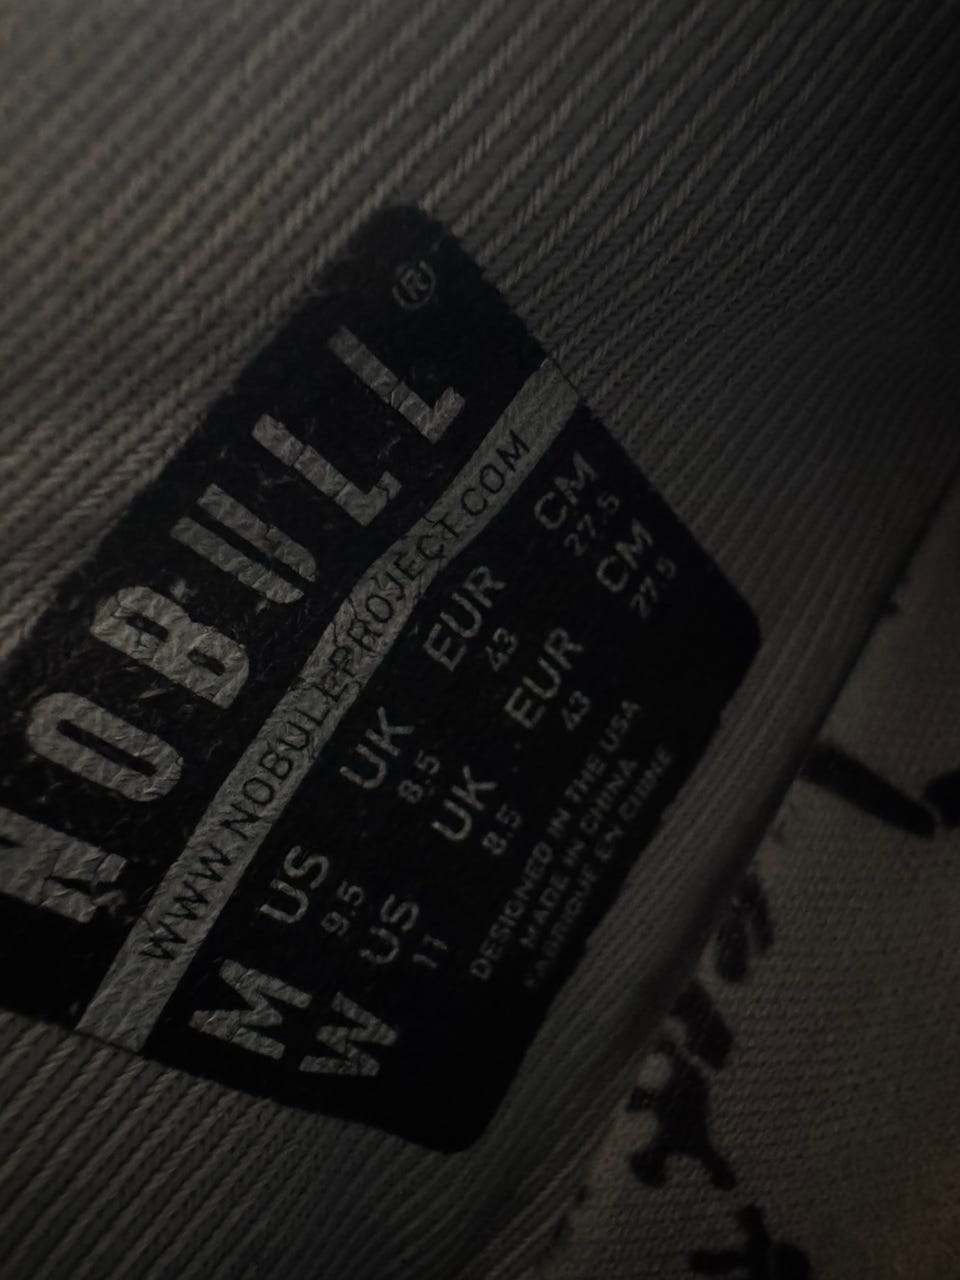 NOBULL®
WWW.NOBULLPROJECT.COM
M US UK EUR CM
9.5 8.5 43 27.5
W US UK EUR CM
11 8.5 43 27.5
DESIGNED IN THE USA
MADE IN CHINA
FABRIQUÉ EN CHINE